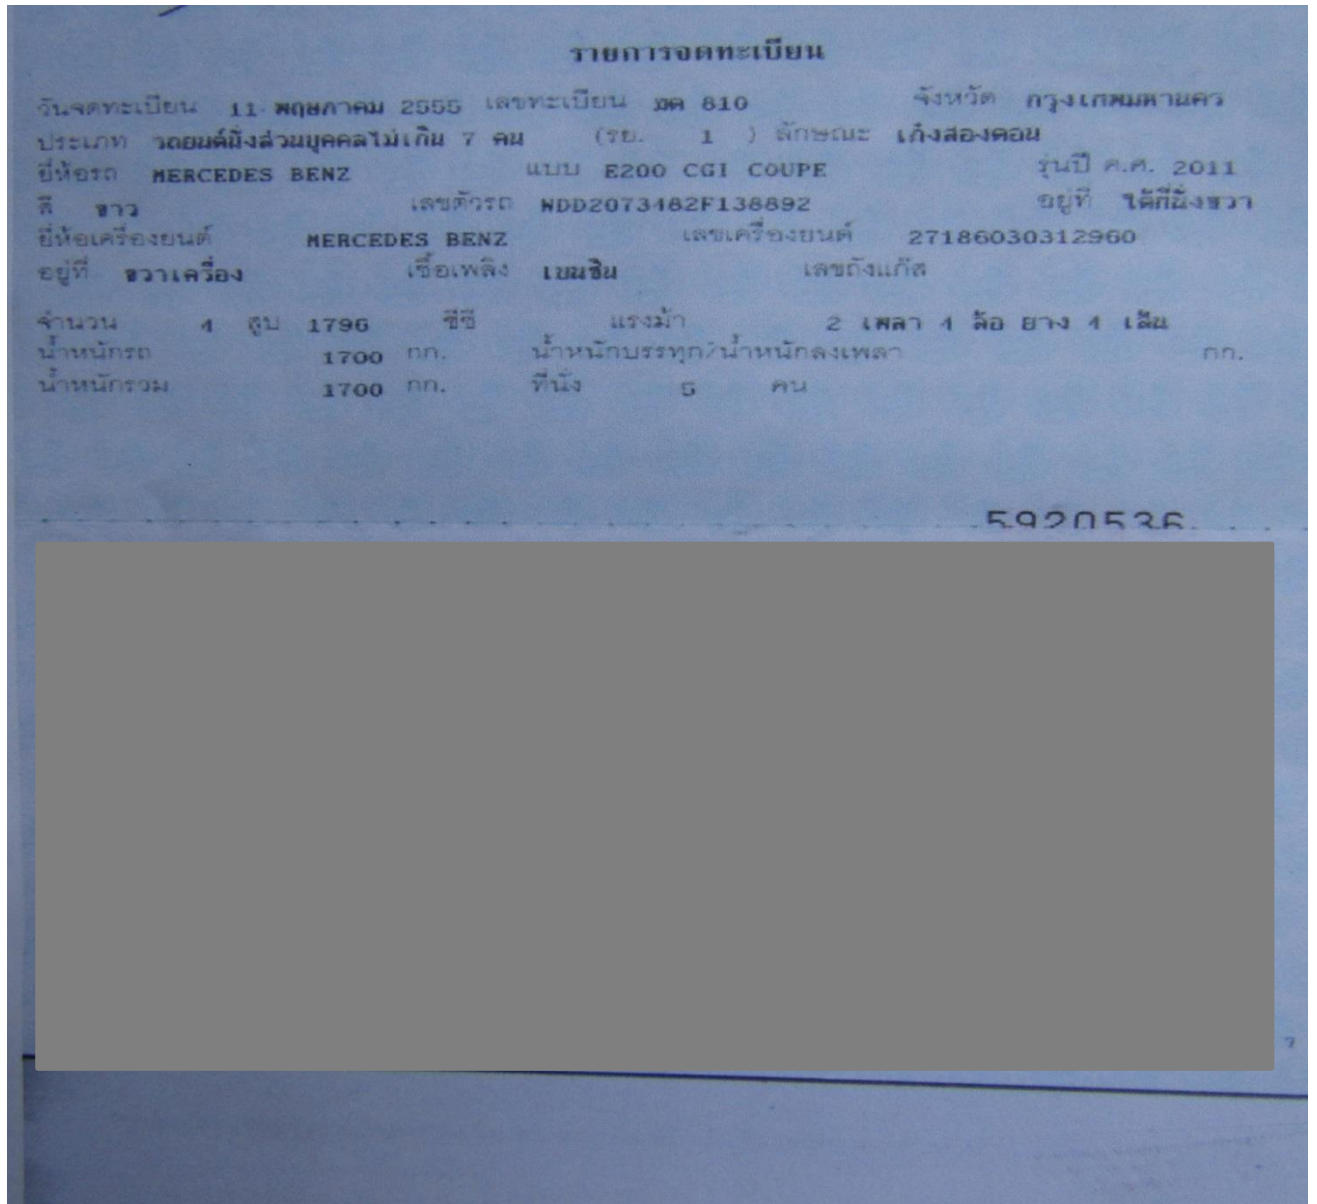 รายการจดทะเบียน
วันจดทะเบียน 11 พฤษภาคม 2555 เลขทะเบียน ฆค 810 จังหวัด กรุงเทพมหานคร
ประเภท รถยนต์นั่งส่วนบุคคลไม่เกิน 7 คน (รย. 1 ) ลักษณะ เก๋งสองตอน
ยี่ห้อรถ MERCEDES BENZ แบบ E200 CGI COUPE รุ่นปี ค.ศ. 2011
สี ขาว เลขตัวรถ WDD2073482F138892 อยู่ที่ ใต้ที่นั่งขวา
ยี่ห้อเครื่องยนต์ MERCEDES BENZ เลขเครื่องยนต์ 27186030312960
อยู่ที่ ขวาเครื่อง เชื้อเพลิง เบนซิน เลขถังแก๊ส
จำนวน 4 สูบ 1796 ซีซี แรงม้า 2 เพลา 4 ล้อ ยาง 4 เส้น
น้ำหนักรถ 1700 กก. น้ำหนักบรรทุก/น้ำหนักลงเพลา กก.
น้ำหนักรวม 1700 กก. ที่นั่ง 5 คน
5920536